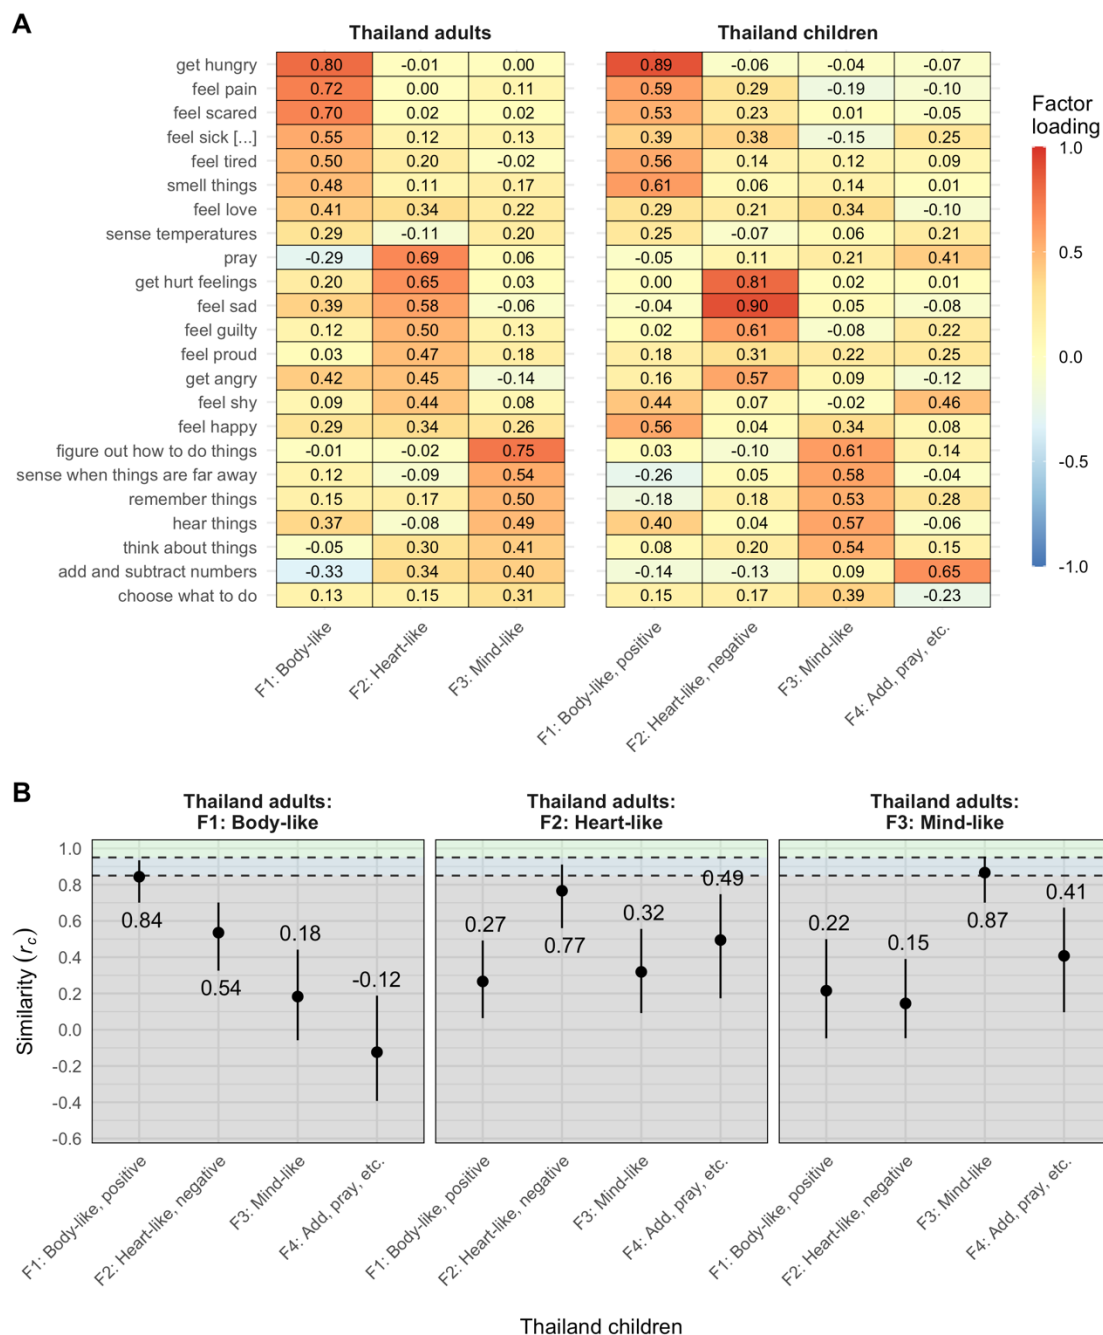 A
Thailand adults Thailand children
get hungry 0.80 -0.01 0.00 0.89 -0.06 -0.04 -0.07
feel pain 0.72 0.00 0.11 0.59 0.29 -0.19 -0.10
feel scared 0.70 0.02 0.02 0.53 0.23 0.01 -0.05
feel sick [...] 0.55 0.12 0.13 0.39 0.38 -0.15 0.25
feel tired 0.50 0.20 -0.02 0.56 0.14 0.12 0.09
smell things 0.48 0.11 0.17 0.61 0.06 0.14 0.01
feel love 0.41 0.34 0.22 0.29 0.21 0.34 -0.10
sense temperatures 0.29 -0.11 0.20 0.25 -0.07 0.06 0.21
pray -0.29 0.69 0.06 -0.05 0.11 0.21 0.41
get hurt feelings 0.20 0.65 0.03 0.00 0.81 0.02 0.01
feel sad 0.39 0.58 -0.06 -0.04 0.90 0.05 -0.08
feel guilty 0.12 0.50 0.13 0.02 0.61 -0.08 0.22
feel proud 0.03 0.47 0.18 0.18 0.31 0.22 0.25
get angry 0.42 0.45 -0.14 0.16 0.57 0.09 -0.12
feel shy 0.09 0.44 0.08 0.44 0.07 -0.02 0.46
feel happy 0.29 0.34 0.26 0.56 0.04 0.34 0.08
figure out how to do things -0.01 -0.02 0.75 0.03 -0.10 0.61 0.14
sense when things are far away 0.12 -0.09 0.54 -0.26 0.05 0.58 -0.04
remember things 0.15 0.17 0.50 -0.18 0.18 0.53 0.28
hear things 0.37 -0.08 0.49 0.40 0.04 0.57 -0.06
think about things -0.05 0.30 0.41 0.08 0.20 0.54 0.15
add and subtract numbers -0.33 0.34 0.40 -0.14 -0.13 0.09 0.65
choose what to do 0.13 0.15 0.31 0.15 0.17 0.39 -0.23
F1: Body-like
F2: Heart-like
F3: Mind-like
F1: Body-like, positive
F2: Heart-like, negative
F3: Mind-like
F4: Add, pray, etc.
Factor
loading
1.0
0.5
0.0
-0.5
-1.0
B
Thailand adults:
F1: Body-like
Thailand adults:
F2: Heart-like
Thailand adults:
F3: Mind-like
Similarity (r_c)
1.0
0.8
0.6
0.4
0.2
0.0
-0.2
-0.4
-0.6
0.84
0.54
0.18
-0.12
0.27
0.77
0.32
0.49
0.22
0.15
0.87
0.41
F1: Body-like, positive
F2: Heart-like, negative
F3: Mind-like
F4: Add, pray, etc.
F1: Body-like, positive
F2: Heart-like, negative
F3: Mind-like
F4: Add, pray, etc.
F1: Body-like, positive
F2: Heart-like, negative
F3: Mind-like
F4: Add, pray, etc.
Thailand children